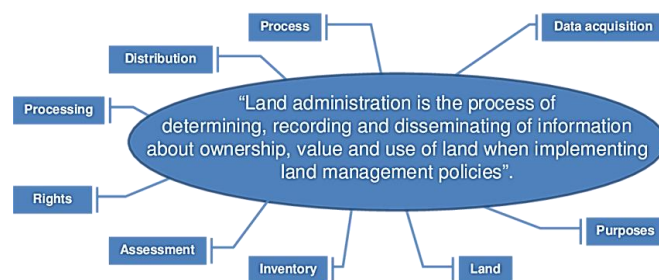 Process
Data acquisition
Distribution
Processing
“Land administration is the process of
determining, recording and disseminating of information
about ownership, value and use of land when implementing
land management policies”.
Rights
Purposes
Assessment
Inventory
Land